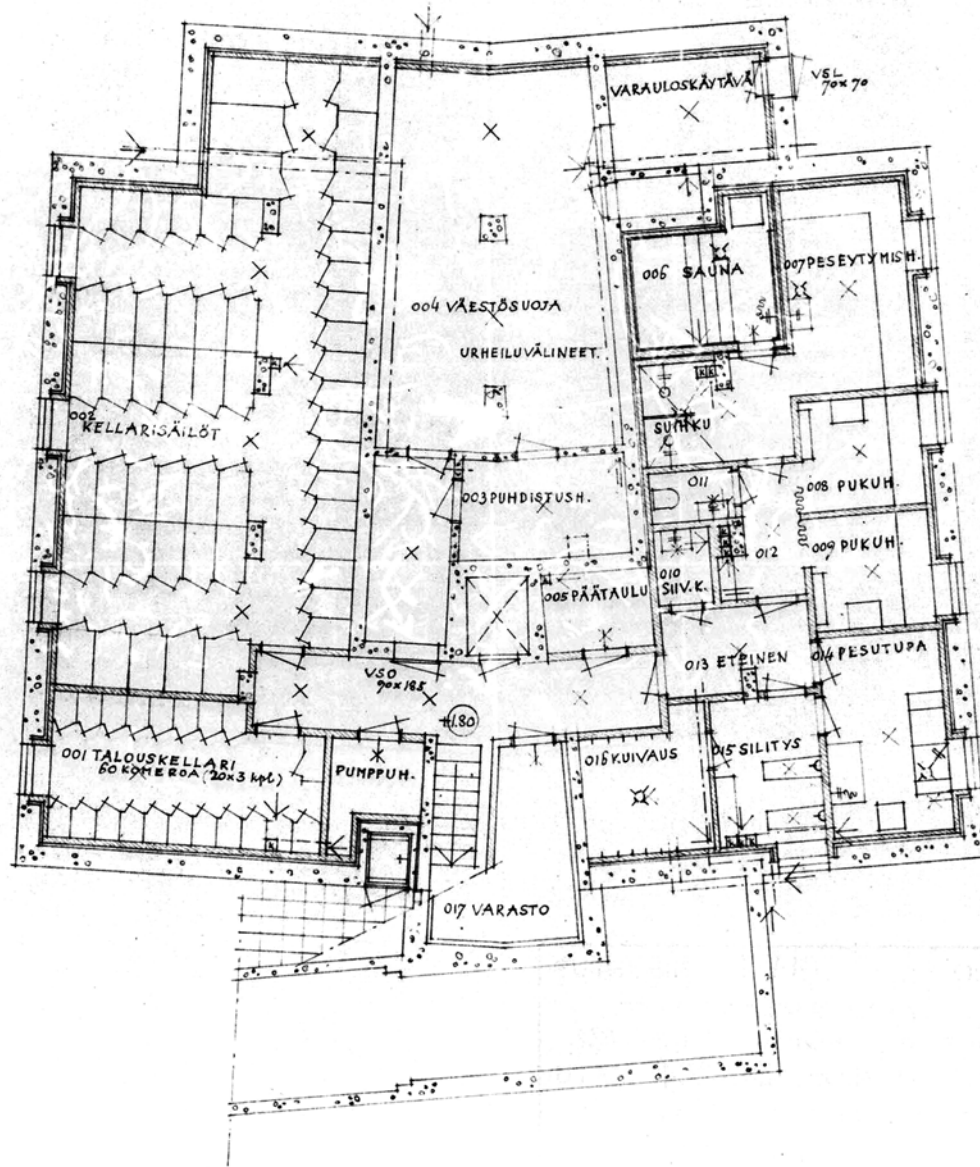 VARAULOSKÄYTÄVÄ
VSL
70x70
006 SAUNA
007 PESEYTYMISH.
004 VÄESTÖSUOJA
URHEILUVÄLINEET.
002
KELLARISÄILÖT
SUIHKU
011
003 PUHDISTUSH.
008 PUKUH.
012
009 PUKUH.
010
SIIV.K.
005 PÄÄTAULU
013 ETEINEN
014 PESUTUPA
VSO
90x185
+1.80
001 TALOUSKELLARI
60 KOMEROA (20x3 kpl)
PUMPPUH.
016 KUIVAUS
015 SILITYS
017 VARASTO